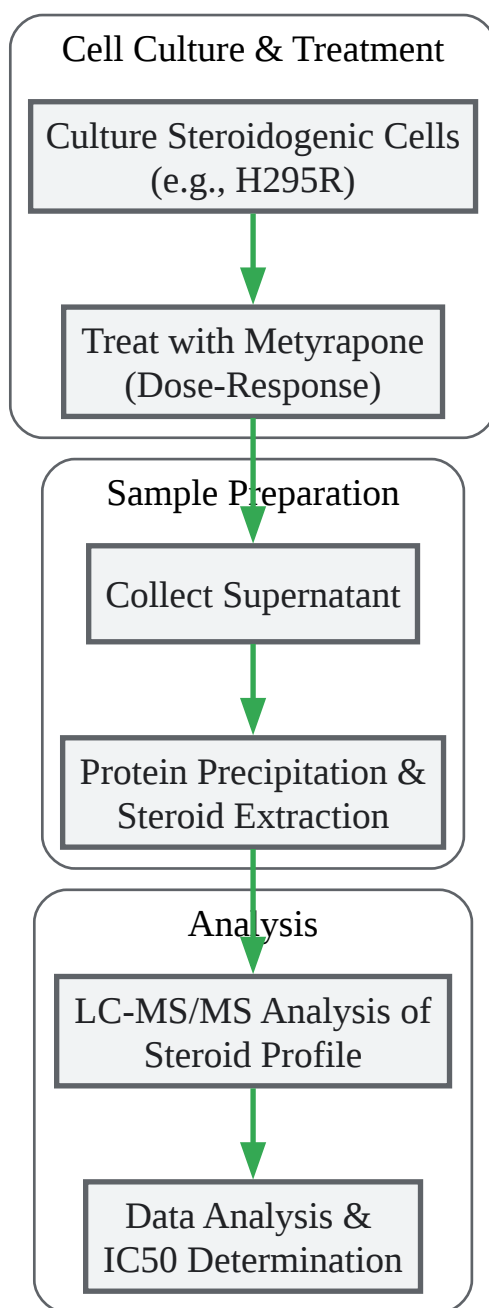 Cell Culture & Treatment
Culture Steroidogenic Cells
(e.g., H295R)
Treat with Metyrapone
(Dose-Response)
Sample Preparation
Collect Supernatant
Protein Precipitation &
Steroid Extraction
Analysis
LC-MS/MS Analysis of
Steroid Profile
Data Analysis &
IC50 Determination